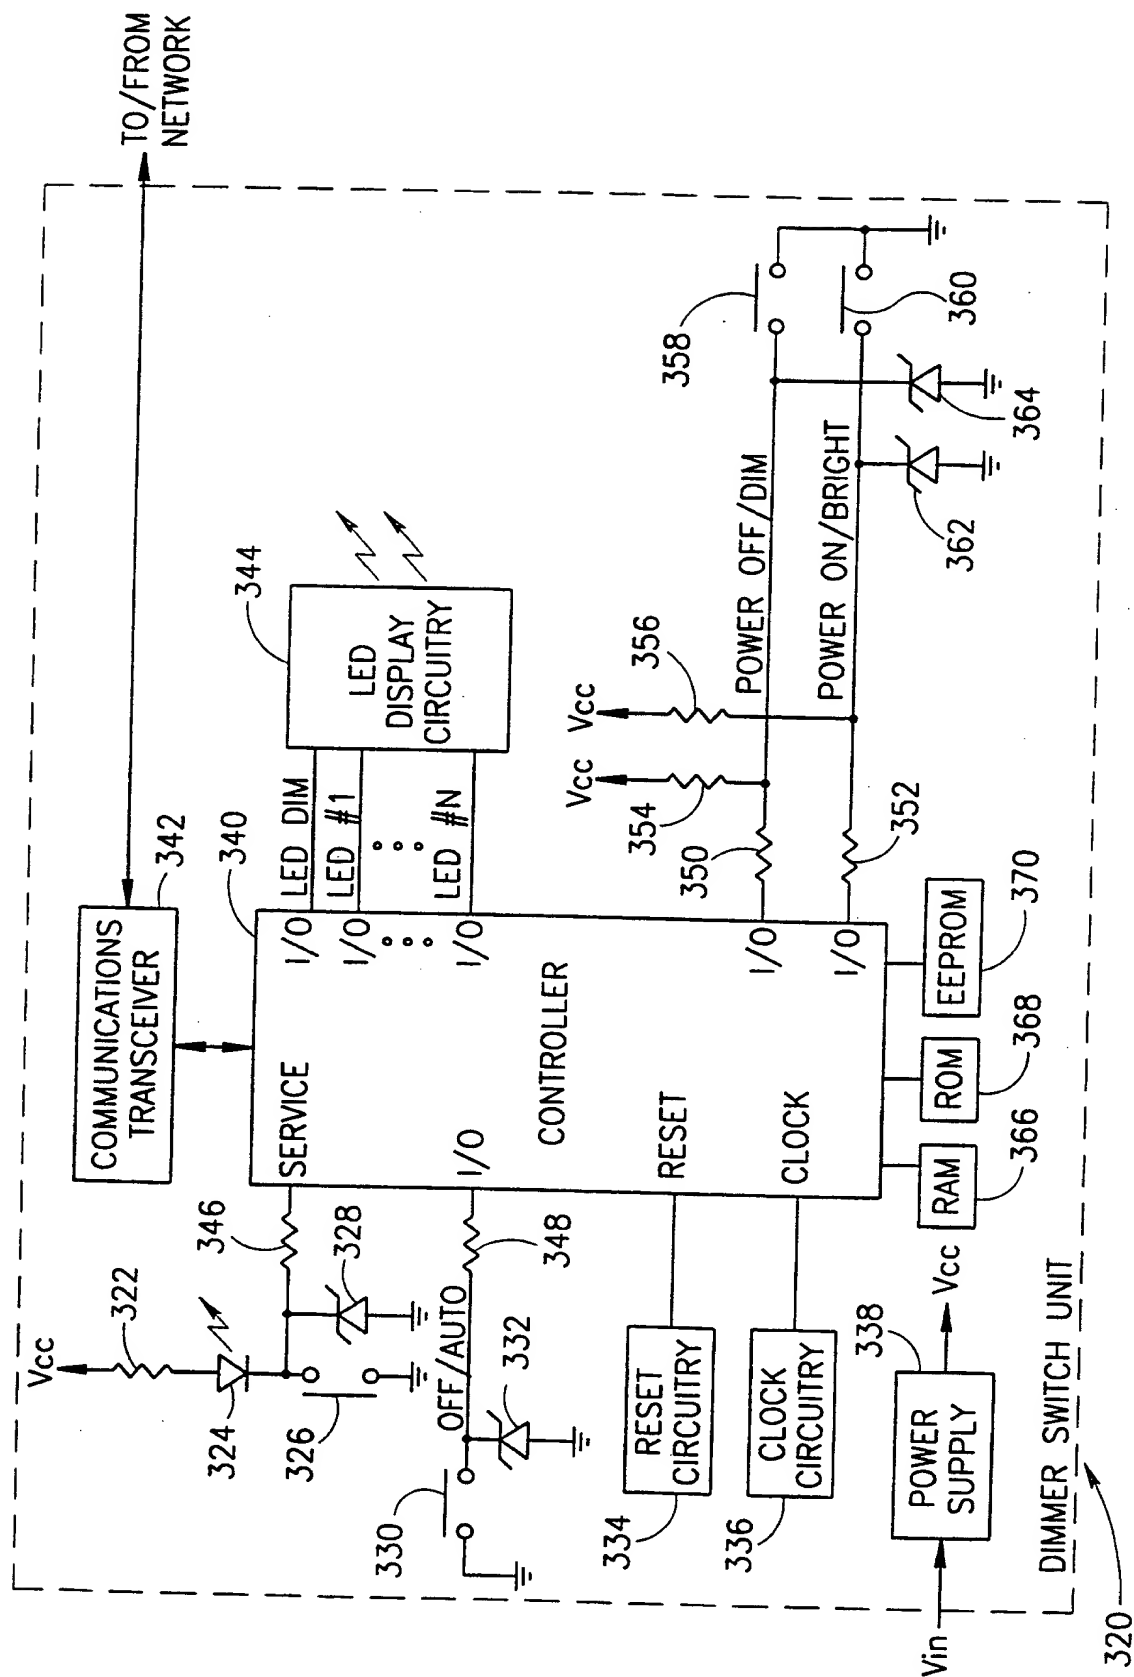 TO/FROM
NETWORK
COMMUNICATIONS
TRANSCEIVER
342
Vcc
322
324
326
346
328
SERVICE
340
I/O
LED DIM
I/O
LED #1
I/O
LED #N
344
LED
DISPLAY
CIRCUITRY
330
OFF/AUTO
332
348
I/O
CONTROLLER
Vcc
Vcc
354
356
350
352
I/O
I/O
POWER OFF/DIM
POWER ON/BRIGHT
358
360
362
364
334
RESET
CIRCUITRY
RESET
336
CLOCK
CIRCUITRY
CLOCK
Vin
POWER
SUPPLY
338
Vcc
RAM
366
ROM
368
EEPROM
370
DIMMER SWITCH UNIT
320